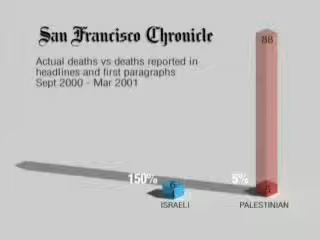 San Francisco Chronicle
Actual deaths vs deaths reported in
headlines and first paragraphs
Sept 2000 - Mar 2001
88
150%
5%
ISRAELI
PALESTINIAN